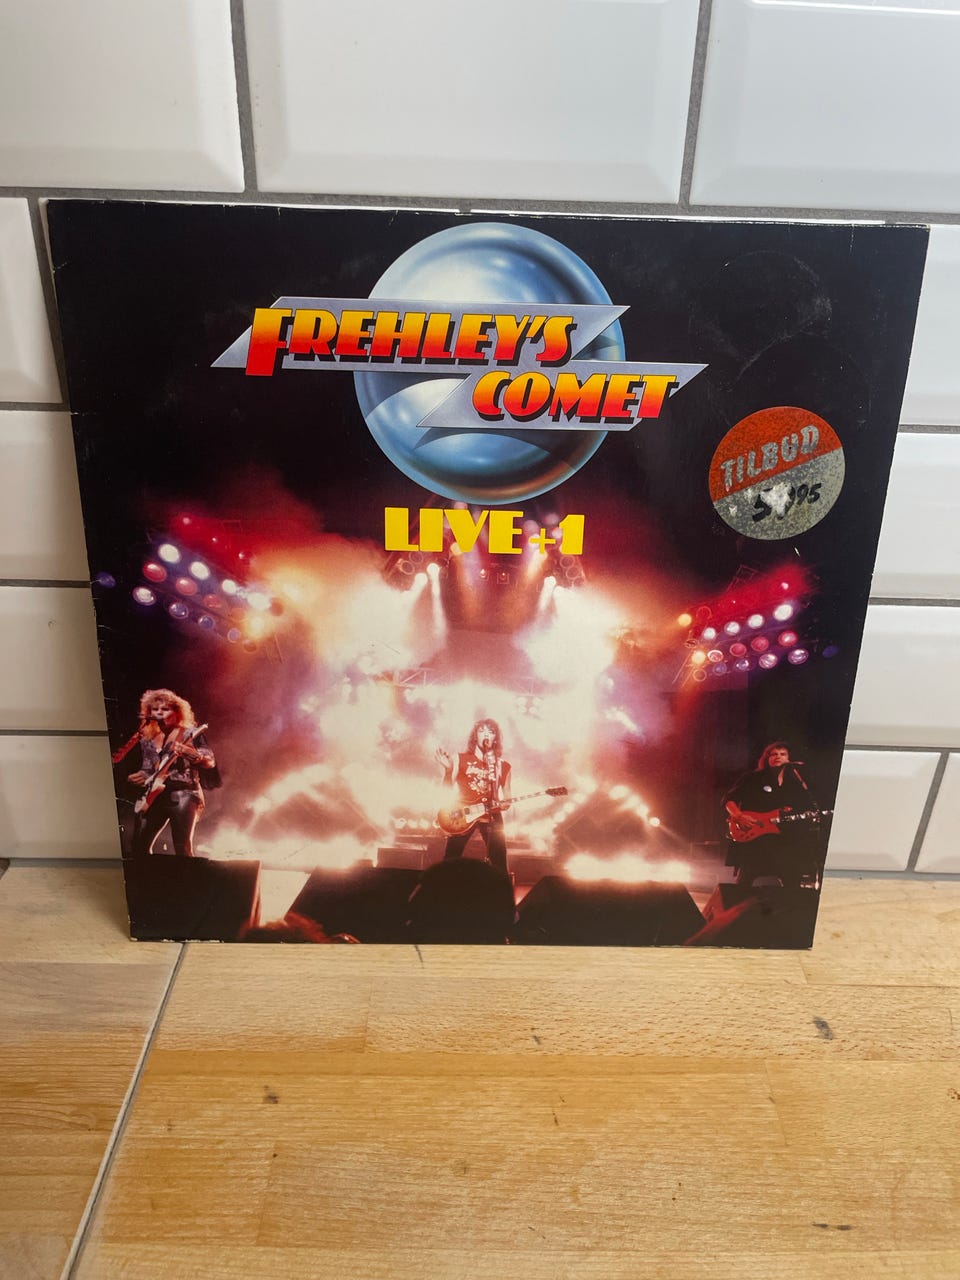 FREHLEY'S
COMET
LIVE +1
TILBUD